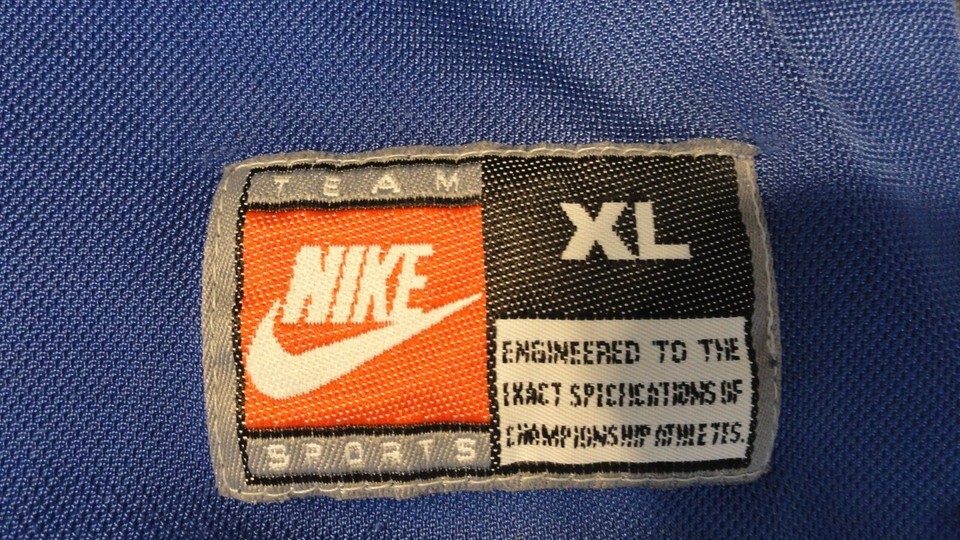 TEAM
NIKE
SPORTS
XL
ENGINEERED TO THE
EXACT SPECIFICATIONS OF
CHAMPIONSHIP ATHLETES.